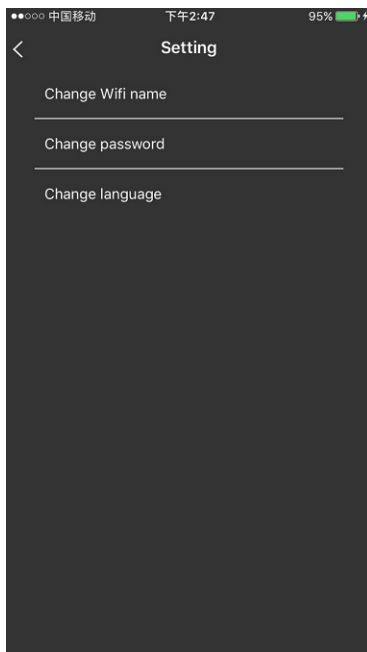 中国移动 下午2:47 95%
Setting
Change Wifi name
Change password
Change language